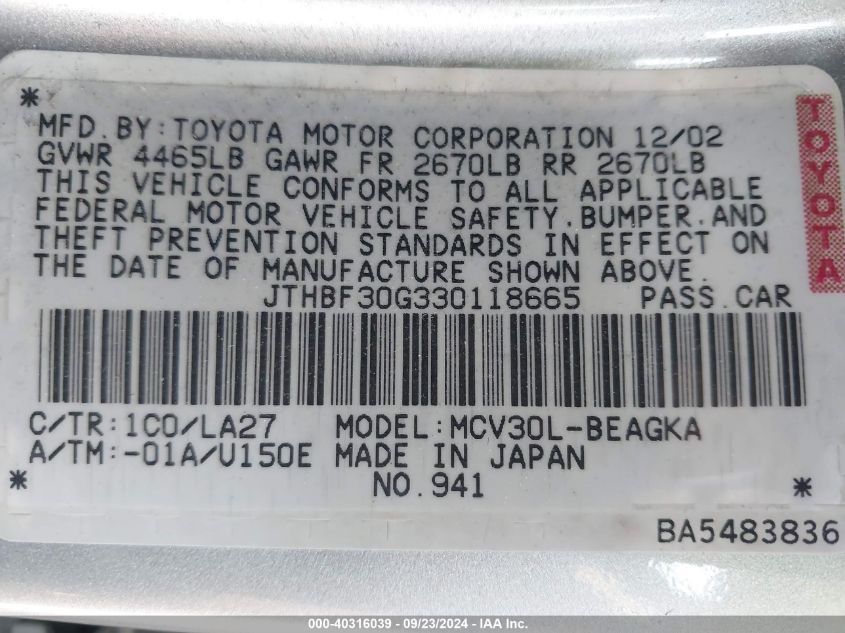 *
MFD.BY:TOYOTA MOTOR CORPORATION 12/02
GVWR 4465LB GAWR FR 2670LB RR 2670LB
THIS VEHICLE CONFORMS TO ALL APPLICABLE
FEDERAL MOTOR VEHICLE SAFETY,BUMPER,AND
THEFT PREVENTION STANDARDS IN EFFECT ON
THE DATE OF MANUFACTURE SHOWN ABOVE.
JTHBF30G330118665 PASS.CAR
C/TR:1C0/LA27 MODEL:MCV30L-BEAGKA
A/TM:-01A/U150E MADE IN JAPAN
* NO.941 *
BA5483836
TOYOTA
000-40316039 - 09/23/2024 - IAA Inc.